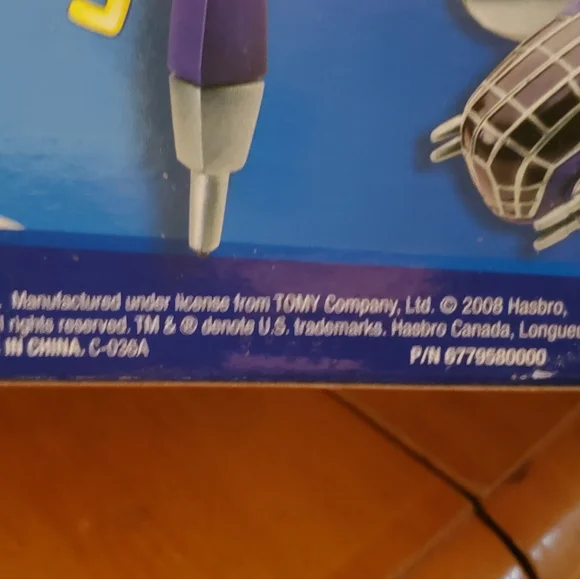 . Manufactured under license from TOMY Company, Ltd. © 2008 Hasbro,
rights reserved. TM & ® denote U.S. trademarks. Hasbro Canada, Longueu
IN CHINA. C-036A P/N 6779580000